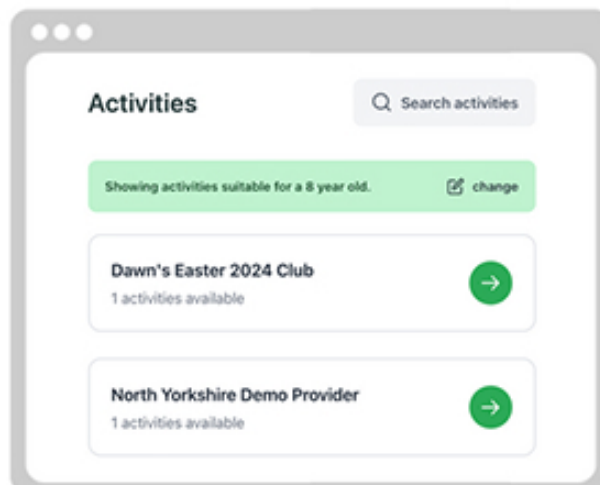 Activities
Search activities
Showing activities suitable for a 8 year old.
change
Dawn's Easter 2024 Club
1 activities available
North Yorkshire Demo Provider
1 activities available